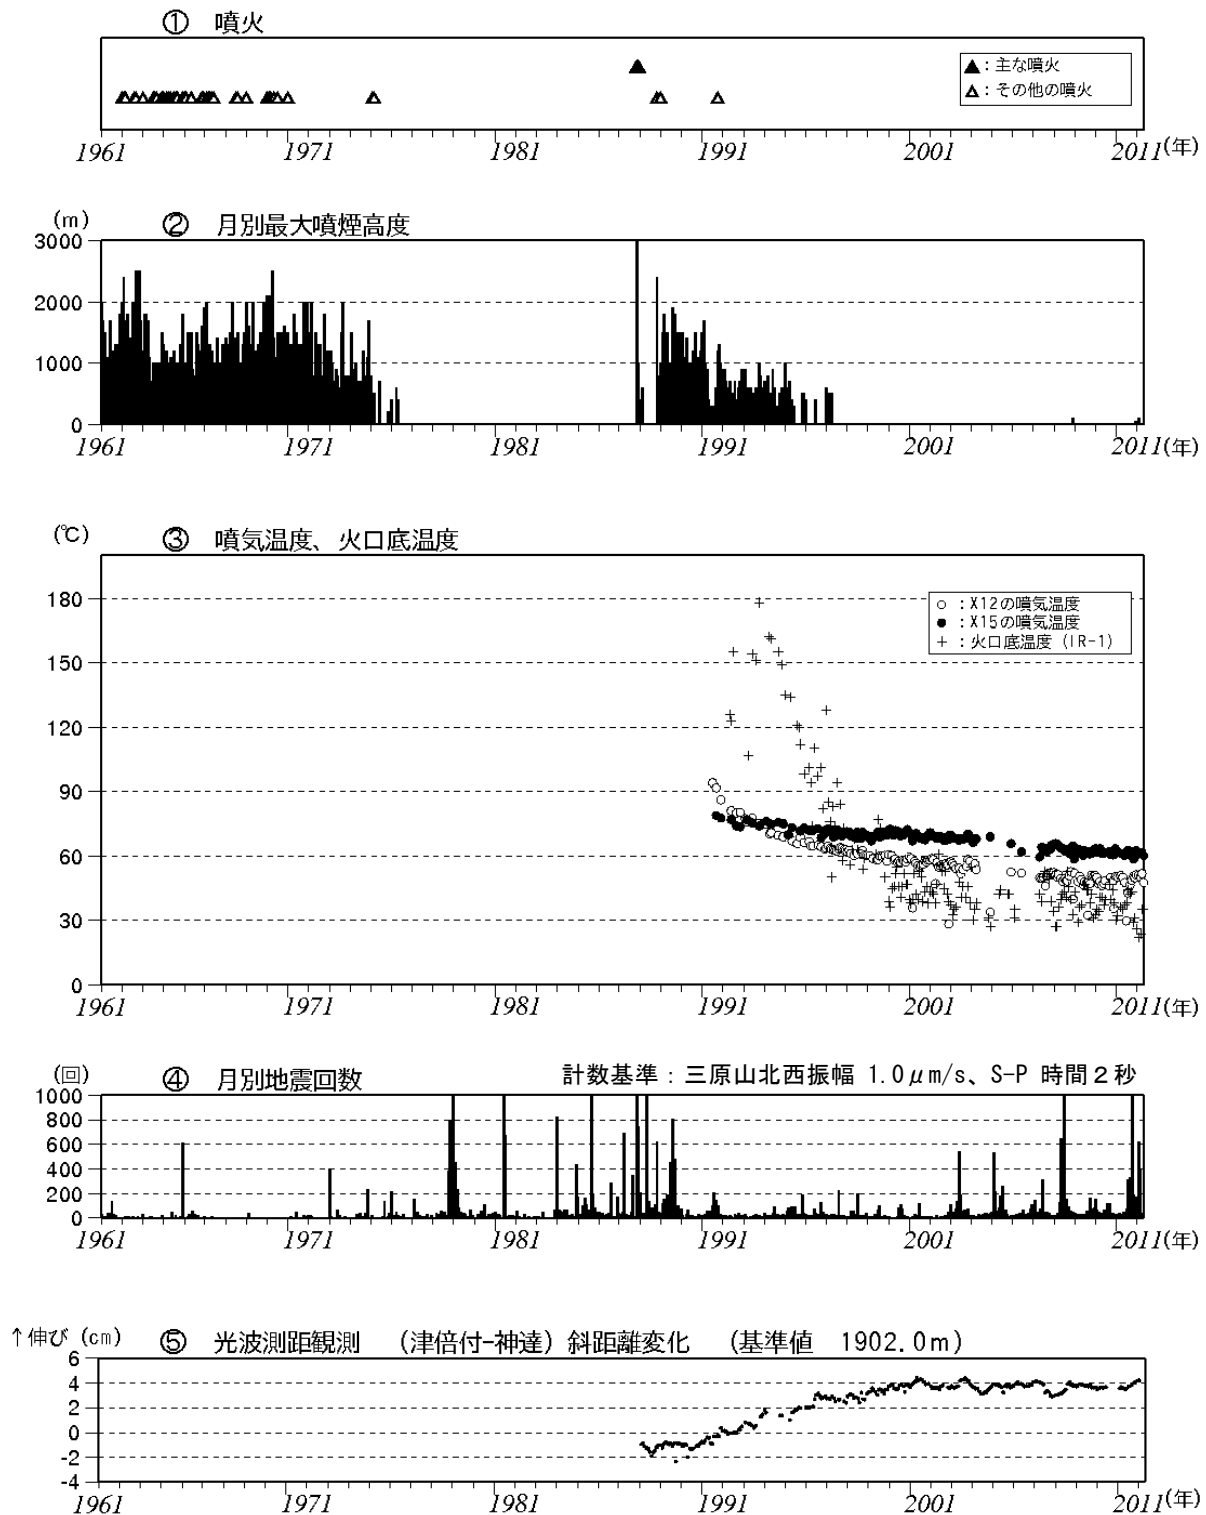 ① 噴火
▲：主な噴火
△：その他の噴火
1961 1971 1981 1991 2001 2011(年)
(m)
② 月別最大噴煙高度
3000
2000
1000
0
1961 1971 1981 1991 2001 2011(年)
(℃)
③ 噴気温度、火口底温度
180
150
120
90
60
30
0
○：X12の噴気温度
●：X15の噴気温度
＋：火口底温度 (IR-1)
1961 1971 1981 1991 2001 2011(年)
(回)
④ 月別地震回数 計数基準：三原山北西振幅 1.0μm/s、S-P 時間２秒
1000
800
600
400
200
0
1961 1971 1981 1991 2001 2011(年)
↑伸び (cm) ⑤ 光波測距観測 （津倍付-神達）斜距離変化 (基準値 1902.0m)
6
4
2
0
-2
-4
1961 1971 1981 1991 2001 2011(年)